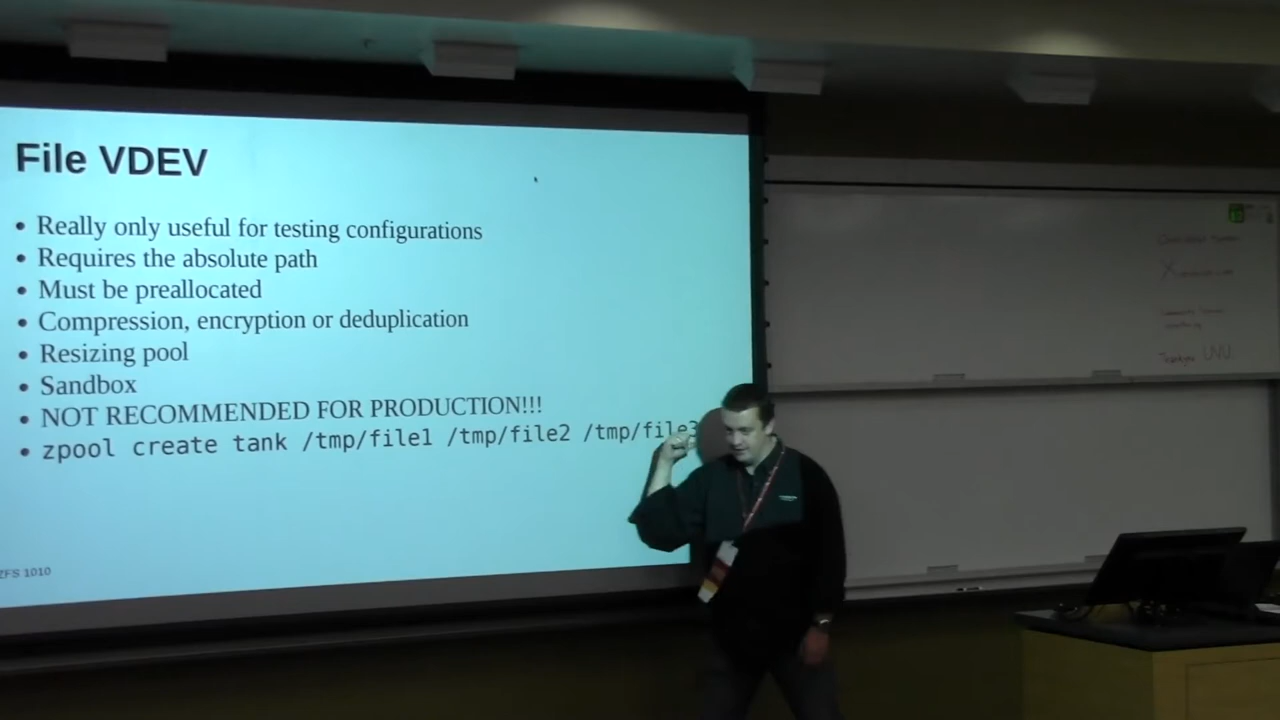 File VDEV
• Really only useful for testing configurations
• Requires the absolute path
• Must be preallocated
• Compression, encryption or deduplication
• Resizing pool
• Sandbox
• NOT RECOMMENDED FOR PRODUCTION!!!
• zpool create tank /tmp/file1 /tmp/file2 /tmp/file3
ZFS 1010
UVU